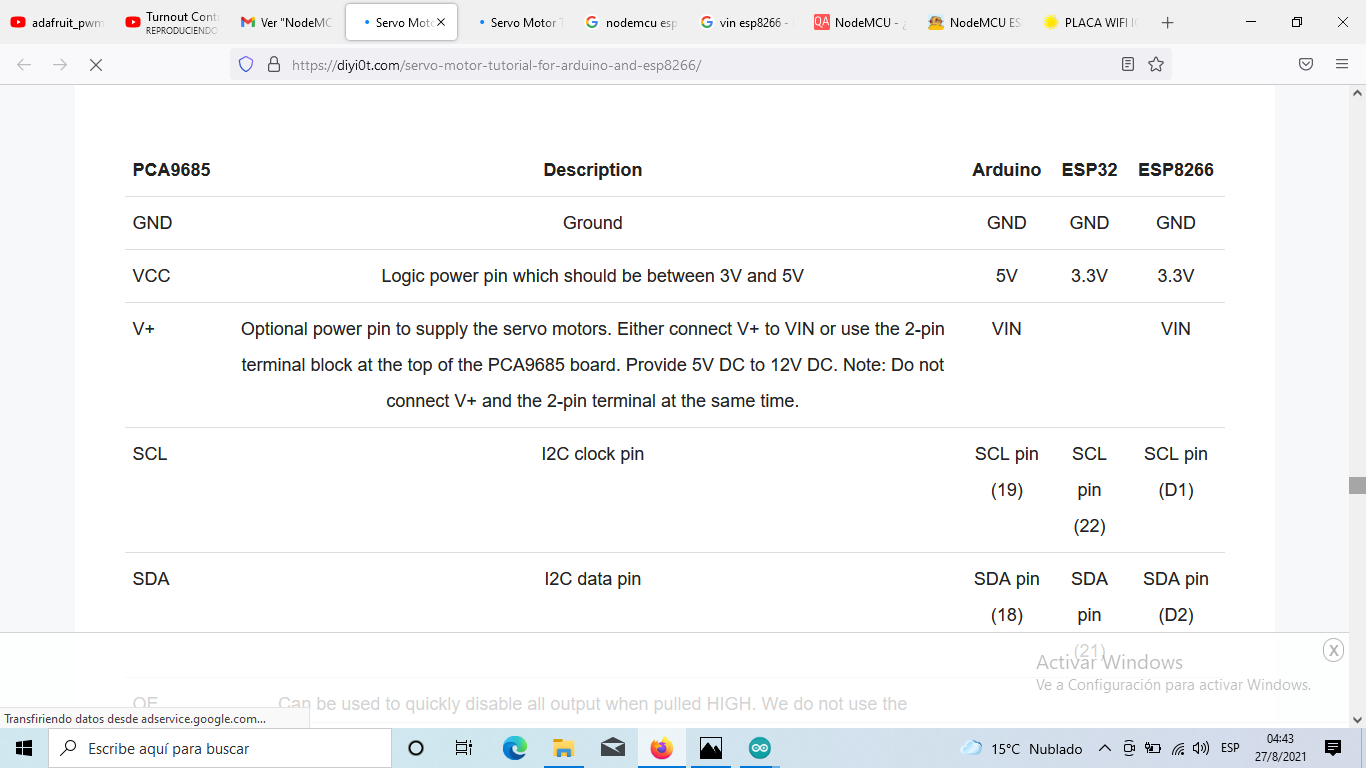 adafruit_pwm
Turnout Cont
REPRODUCIENDO
Ver "NodeMC
Servo Moto
Servo Motor T
nodemcu esp
vin esp8266 -
NodeMCU - ¿
NodeMCU ES
PLACA WIFI IO
https://diyi0t.com/servo-motor-tutorial-for-arduino-and-esp8266/
PCA9685 Description Arduino ESP32 ESP8266
GND Ground GND GND GND
VCC Logic power pin which should be between 3V and 5V 5V 3.3V 3.3V
V+ Optional power pin to supply the servo motors. Either connect V+ to VIN or use the 2-pin VIN VIN
terminal block at the top of the PCA9685 board. Provide 5V DC to 12V DC. Note: Do not
connect V+ and the 2-pin terminal at the same time.
SCL I2C clock pin SCL pin SCL SCL pin
(19) pin (D1)
(22)
SDA I2C data pin SDA pin SDA SDA pin
(18) pin (D2)
(21)
X
Activar Windows
Ve a Configuración para activar Windows.
OE Can be used to quickly disable all output when pulled HIGH. We do not use the
Transfiriendo datos desde adservice.google.com...
Escribe aquí para buscar
15°C Nublado
ESP
04:43
27/8/2021